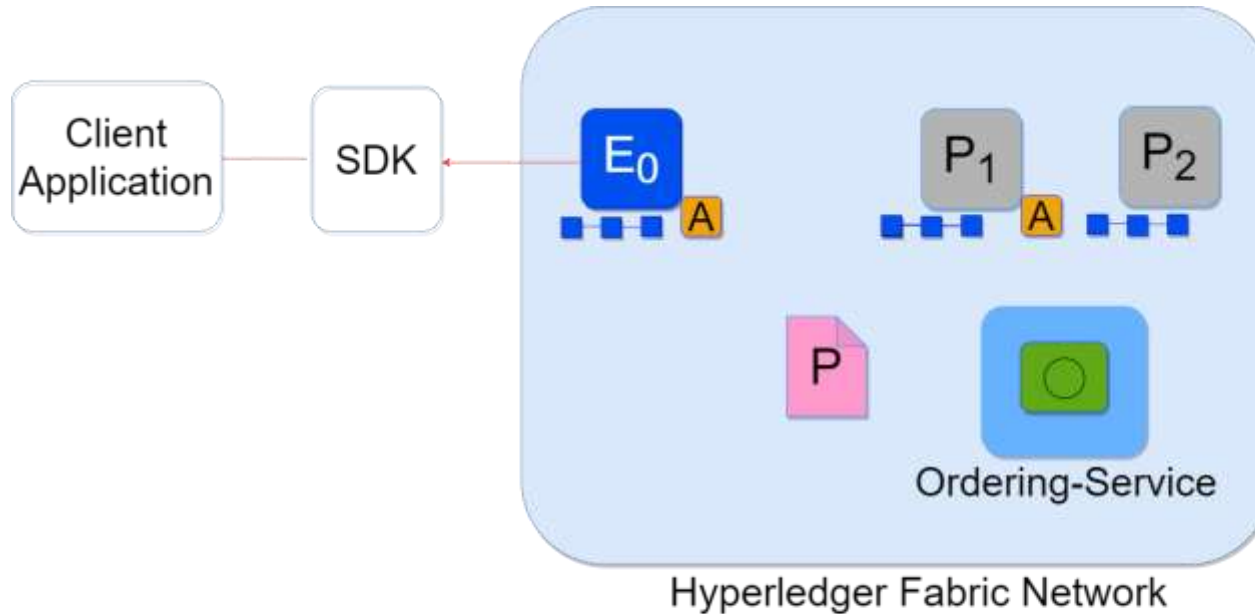 Client
Application
SDK
E₀
A
P₁
A
P₂
P
Ordering-Service
Hyperledger Fabric Network